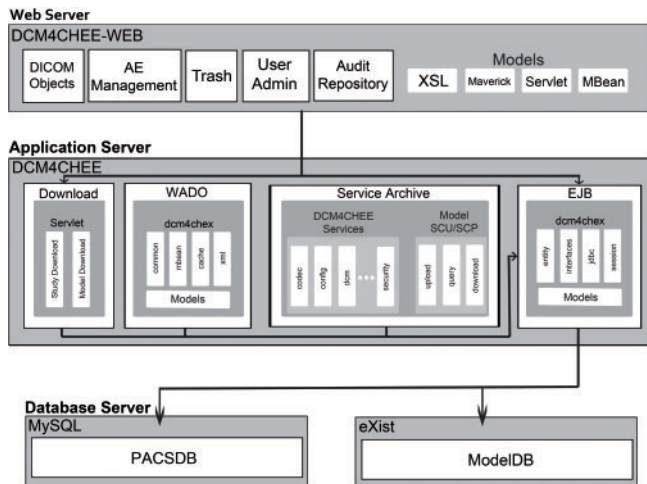 Web Server
DCM4CHEE-WEB
DICOM
Objects
AE
Management
Trash
User
Admin
Audit
Repository
Models
XSL
Maverick
Servlet
MBean
Application Server
DCM4CHEE
Download
Servlet
Study Download
Model Download
WADO
dcm4chex
common
mbean
cache
xml
Models
Service Archive
DCM4CHEE
Services
codec
config
dcm
security
Model
SCU/SCP
upload
query
download
EJB
dcm4chex
entity
interfaces
jdbc
session
Models
Database Server
MySQL
PACSDB
eXist
ModelDB